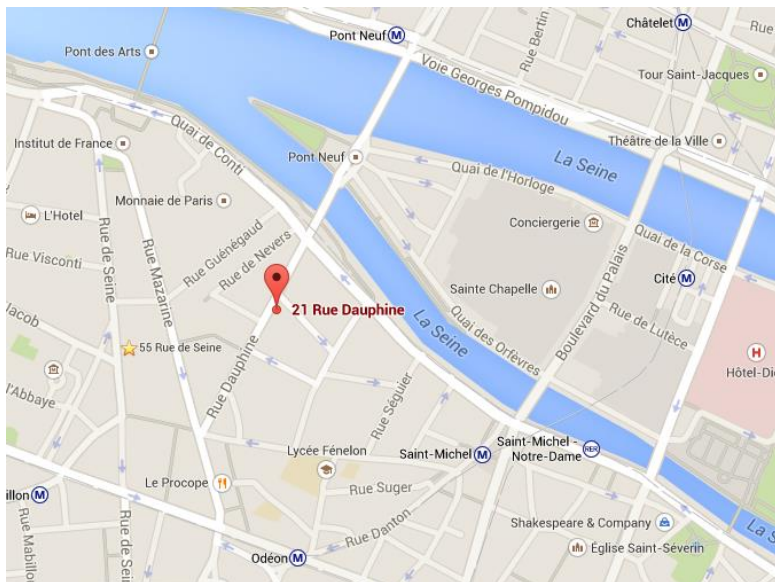 Châtelet M
Rue
Pont Neuf M
Rue Bertin
Pont des Arts
Voie Georges Pompidou
Tour Saint-Jacques
Quai de Conti
Institut de France
Théâtre de la Ville
Pont Neuf
La Seine
Quai de l'Horloge
Monnaie de Paris
L'Hotel
Conciergerie
Rue Guénégaud
Rue de Nevers
Rue Visconti
Rue de Seine
Rue Mazarine
Quai de la Corse
Cité M
Sainte Chapelle
Boulevard du Palais
21 Rue Dauphine
Rue de Lutèce
La Seine
Quai des Orfèvres
Jacob
55 Rue de Seine
H
Hôtel-Die
l'Abbaye
Rue Dauphine
Rue Séguier
Lycée Fénelon
Saint-Michel M
Saint-Michel -
Notre-Dame
RER
Le Procope
illon M
Rue Suger
Rue Mabillon
Rue de Sei
Rue Danton
Shakespeare & Company
La S
Odéon M
Église Saint-Séverin